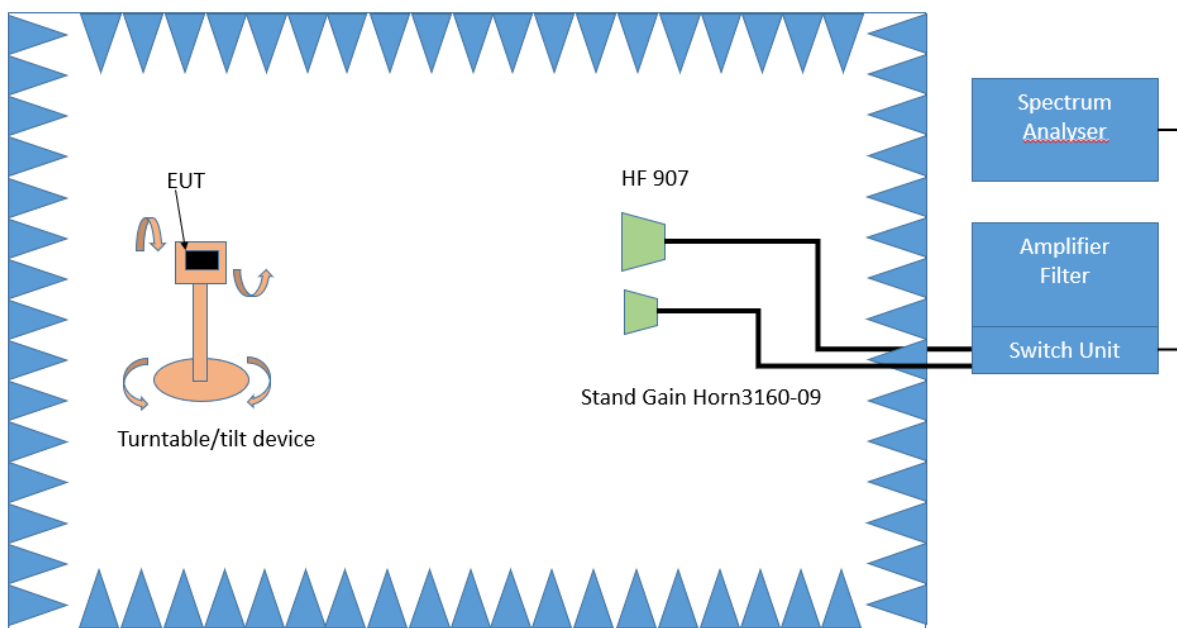 Spectrum
Analyser
EUT
HF 907
Amplifier
Filter
Switch Unit
Stand Gain Horn3160-09
Turntable/tilt device